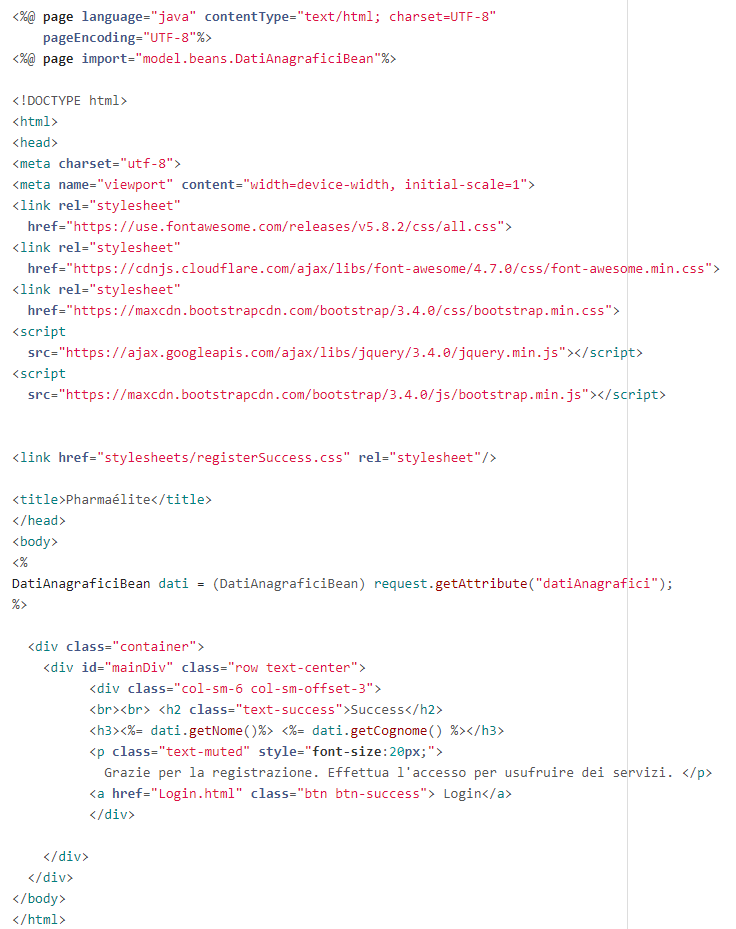 <%@ page language="java" contentType="text/html; charset=UTF-8"
    pageEncoding="UTF-8"%>
<%@ page import="model.beans.DatiAnagraficiBean"%>
<!DOCTYPE html>
<html>
<head>
<meta charset="utf-8">
<meta name="viewport" content="width=device-width, initial-scale=1">
<link rel="stylesheet"
  href="https://use.fontawesome.com/releases/v5.8.2/css/all.css">
<link rel="stylesheet"
  href="https://cdnjs.cloudflare.com/ajax/libs/font-awesome/4.7.0/css/font-awesome.min.css">
<link rel="stylesheet"
  href="https://maxcdn.bootstrapcdn.com/bootstrap/3.4.0/css/bootstrap.min.css">
<script
  src="https://ajax.googleapis.com/ajax/libs/jquery/3.4.0/jquery.min.js"></script>
<script
  src="https://maxcdn.bootstrapcdn.com/bootstrap/3.4.0/js/bootstrap.min.js"></script>
<link href="stylesheets/registerSuccess.css" rel="stylesheet"/>
<title>Pharmaélite</title>
</head>
<body>
<%
DatiAnagraficiBean dati = (DatiAnagraficiBean) request.getAttribute("datiAnagrafici");
%>
  <div class="container">
    <div id="mainDiv" class="row text-center">
          <div class="col-sm-6 col-sm-offset-3">
          <br><br> <h2 class="text-success">Success</h2>
          <h3><%= dati.getNome()%> <%= dati.getCognome() %></h3>
          <p class="text-muted" style="font-size:20px;">
            Grazie per la registrazione. Effettua l'accesso per usufruire dei servizi. </p>
          <a href="Login.html" class="btn btn-success"> Login</a>
          </div>
    </div>
  </div>
</body>
</html>